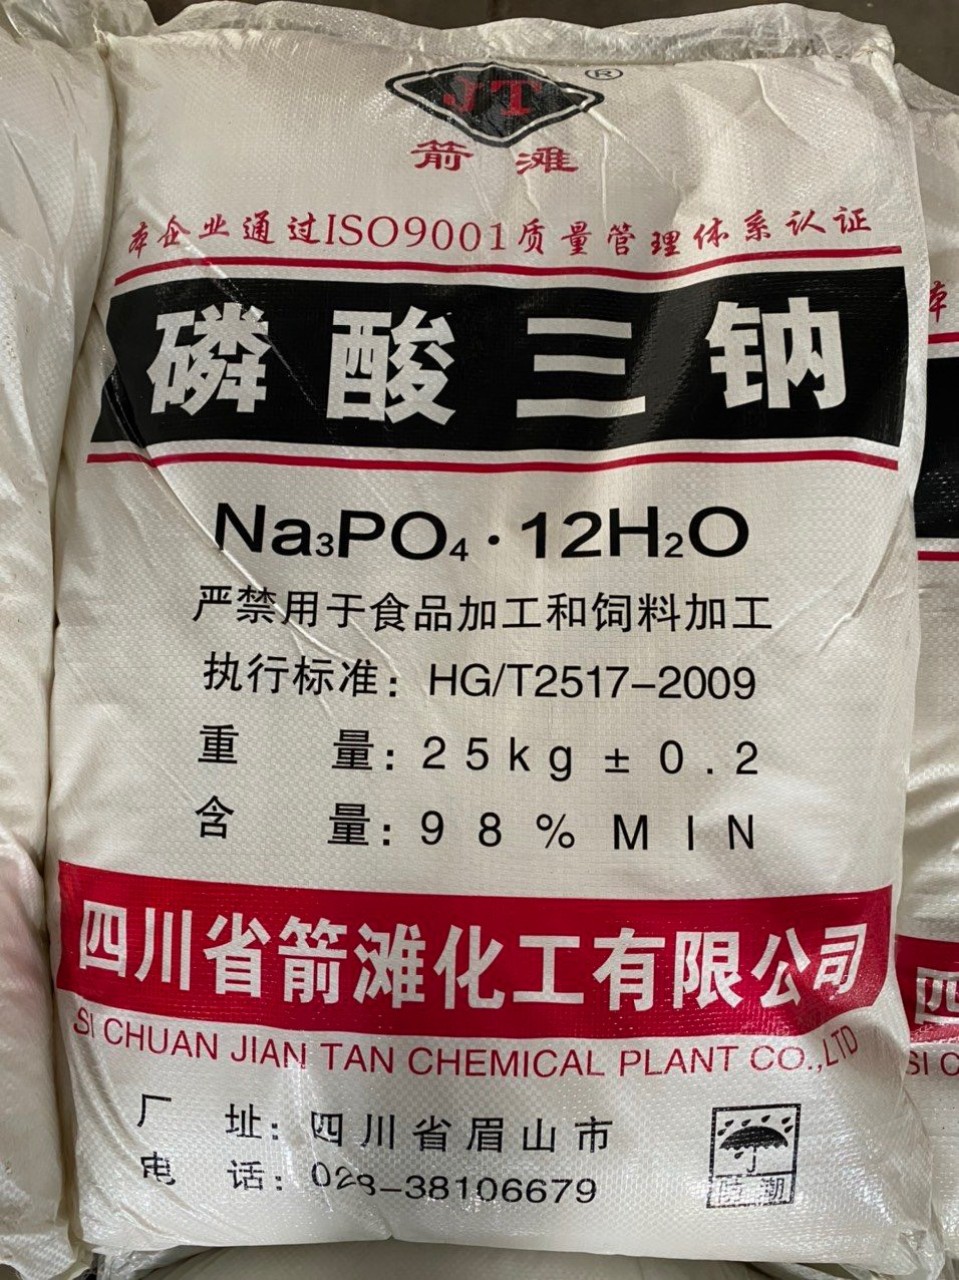 JT ®
箭滩
本企业通过ISO9001质量管理体系认证
磷酸三钠
Na₃PO₄·12H₂O
严禁用于食品加工和饲料加工
执行标准：HG/T2517-2009
重量：25kg±0.2
含量：98%MIN
四川省箭滩化工有限公司
SI CHUAN JIAN TAN CHEMICAL PLANT CO.,LTD
厂址：四川省眉山市
电话：028-38106679
防潮
本
四
SI C